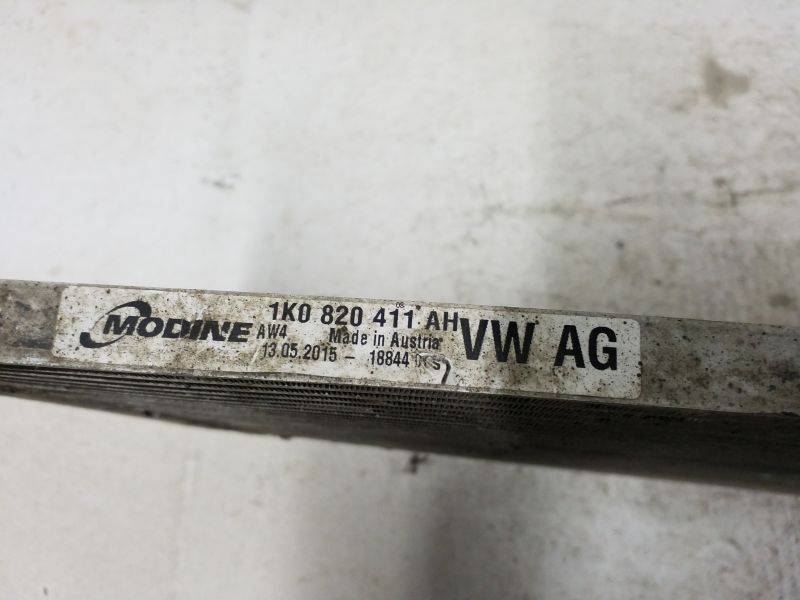 MODINE
1K0 820 411 AH
AW4 Made in Austria
13.05.2015 - 18844
VW AG